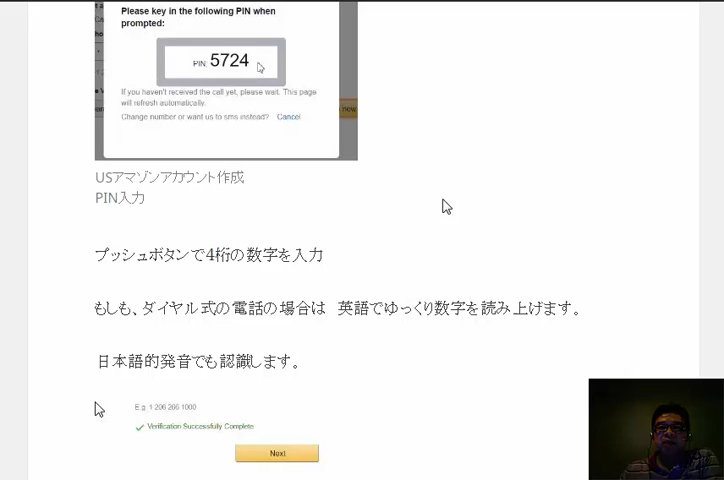 Please key in the following PIN when
prompted:
PIN: 5724
If you haven't received the call yet, please wait. This page
will refresh automatically.
Change number or want us to sms instead? Cancel
USアマゾンアカウント作成
PIN入力
プッシュボタンで4桁の数字を入力
もしも、ダイヤル式の電話の場合は 英語でゆっくり数字を読み上げます。
日本語的発音でも認識します。
E.g. 1 206 266 1000
Verification Successfully Complete
Next